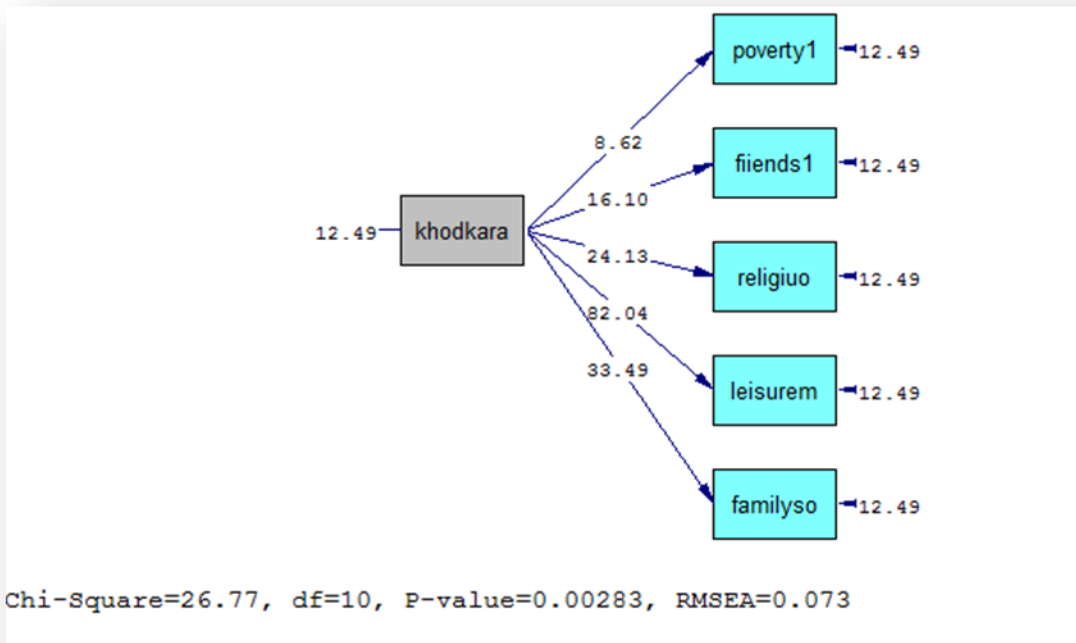 poverty1
12.49
8.62
fiiends1
12.49
16.10
12.49
khodkara
24.13
religiuo
12.49
82.04
leisurem
12.49
33.49
familyso
12.49
Chi-Square=26.77, df=10, P-value=0.00283, RMSEA=0.073